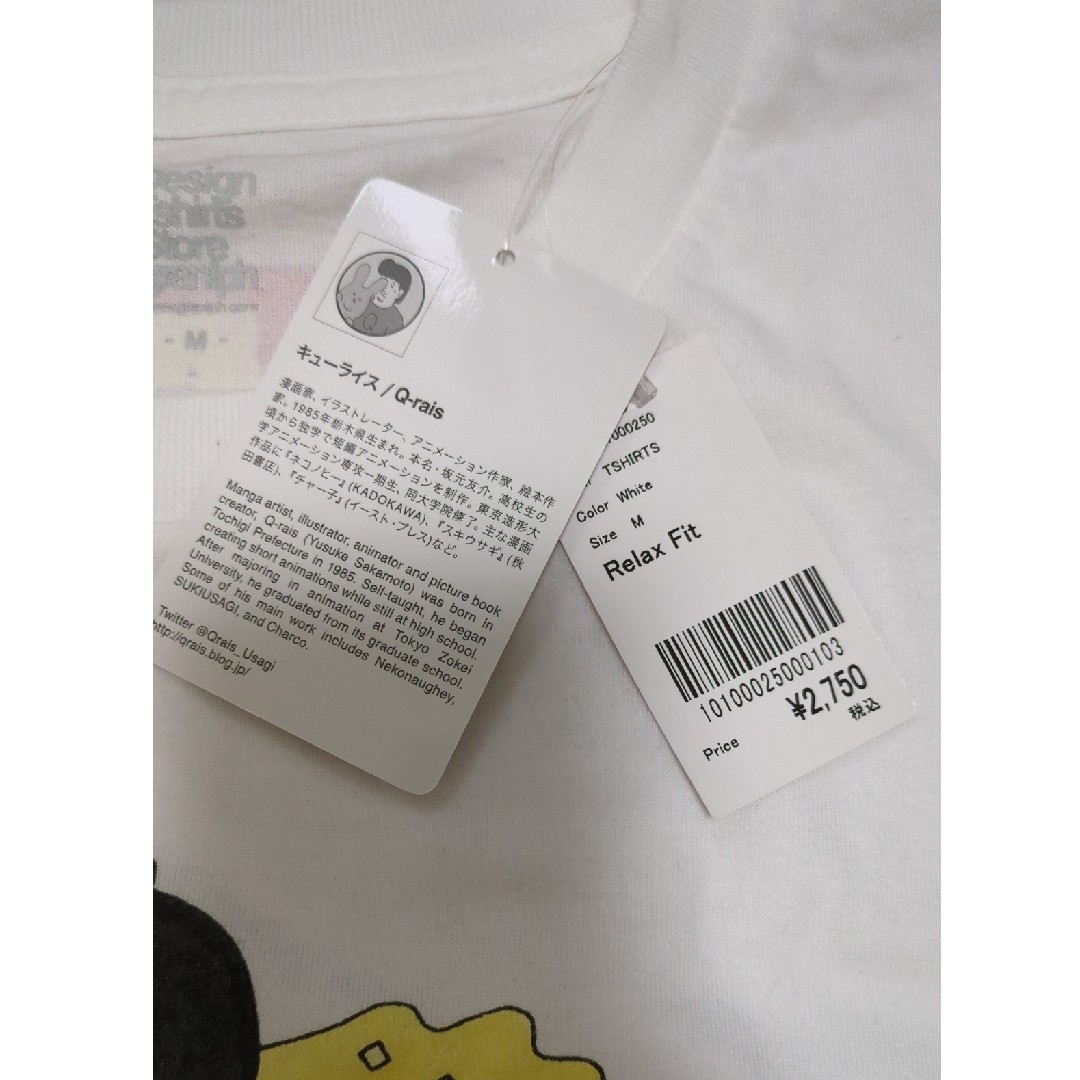 Design
tshirts
Store
graniph
- M -
キューライス / Q-rais
漫画家、イラストレーター、アニメーション作家、絵本作
家。1985年栃木県生まれ。本名・坂元友介。高校生の
頃から独学で短編アニメーションを制作。東京造形大
学アニメーション専攻一期生、同大学院修了。主な漫画
作品に『ネコノヒー』(KADOKAWA)、『スキウサギ』(秋
田書店)、『チャー子』(イースト・プレス)など。
Manga artist, illustrator, animator and picture book
creator, Q-rais (Yusuke Sakamoto) was born in
Tochigi Prefecture in 1985. Self-taught, he began
creating short animations while still at high school.
After majoring in animation at Tokyo Zokei
University, he graduated from its graduate school.
Some of his main work includes Nekonaughey,
SUKIUSAGI, and Charco.
Twitter @Qrais_Usagi
http://qrais.blog.jp/
000250
TSHIRTS
Color White
Size M
Relax Fit
10100025000103
¥2,750
税込
Price